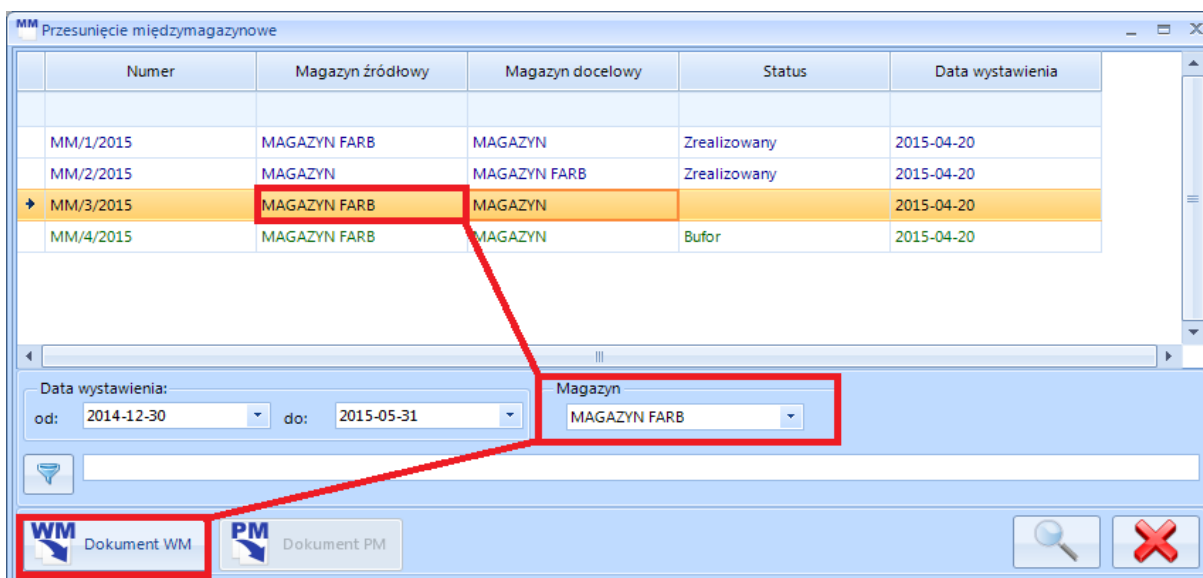 MM Przesunięcie międzymagazynowe
Numer Magazyn źródłowy Magazyn docelowy Status Data wystawienia
MM/1/2015 MAGAZYN FARB MAGAZYN Zrealizowany 2015-04-20
MM/2/2015 MAGAZYN MAGAZYN FARB Zrealizowany 2015-04-20
MM/3/2015 MAGAZYN FARB MAGAZYN 2015-04-20
MM/4/2015 MAGAZYN FARB MAGAZYN Bufor 2015-04-20
Data wystawienia: Magazyn
od: 2014-12-30 do: 2015-05-31 MAGAZYN FARB
WM Dokument WM PM Dokument PM